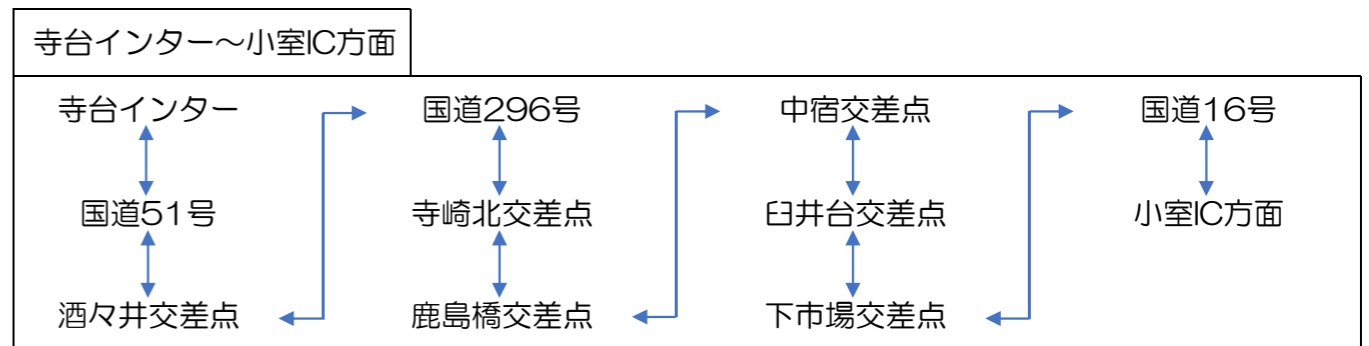 寺台インター～小室IC方面
寺台インター
国道51号
酒々井交差点
国道296号
寺崎北交差点
鹿島橋交差点
中宿交差点
臼井台交差点
下市場交差点
国道16号
小室IC方面